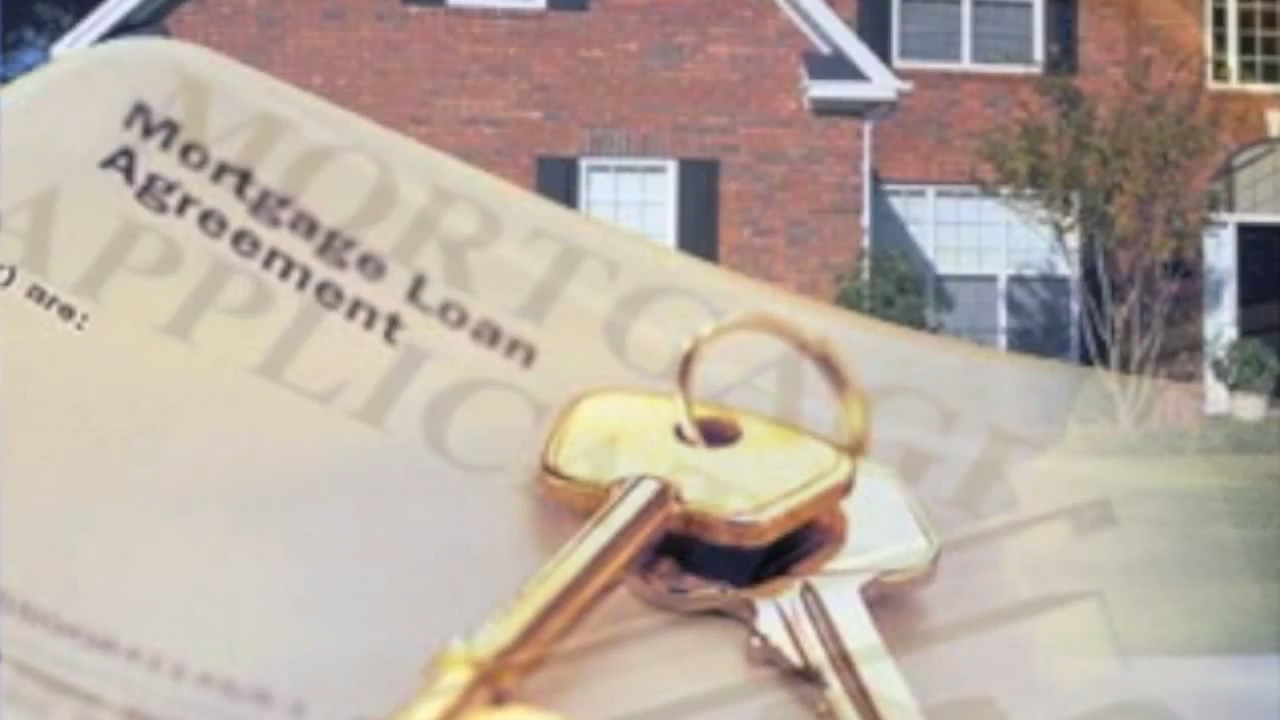 MORTGAGE
APPLIC
Mortgage Loan
Agreement
) are: